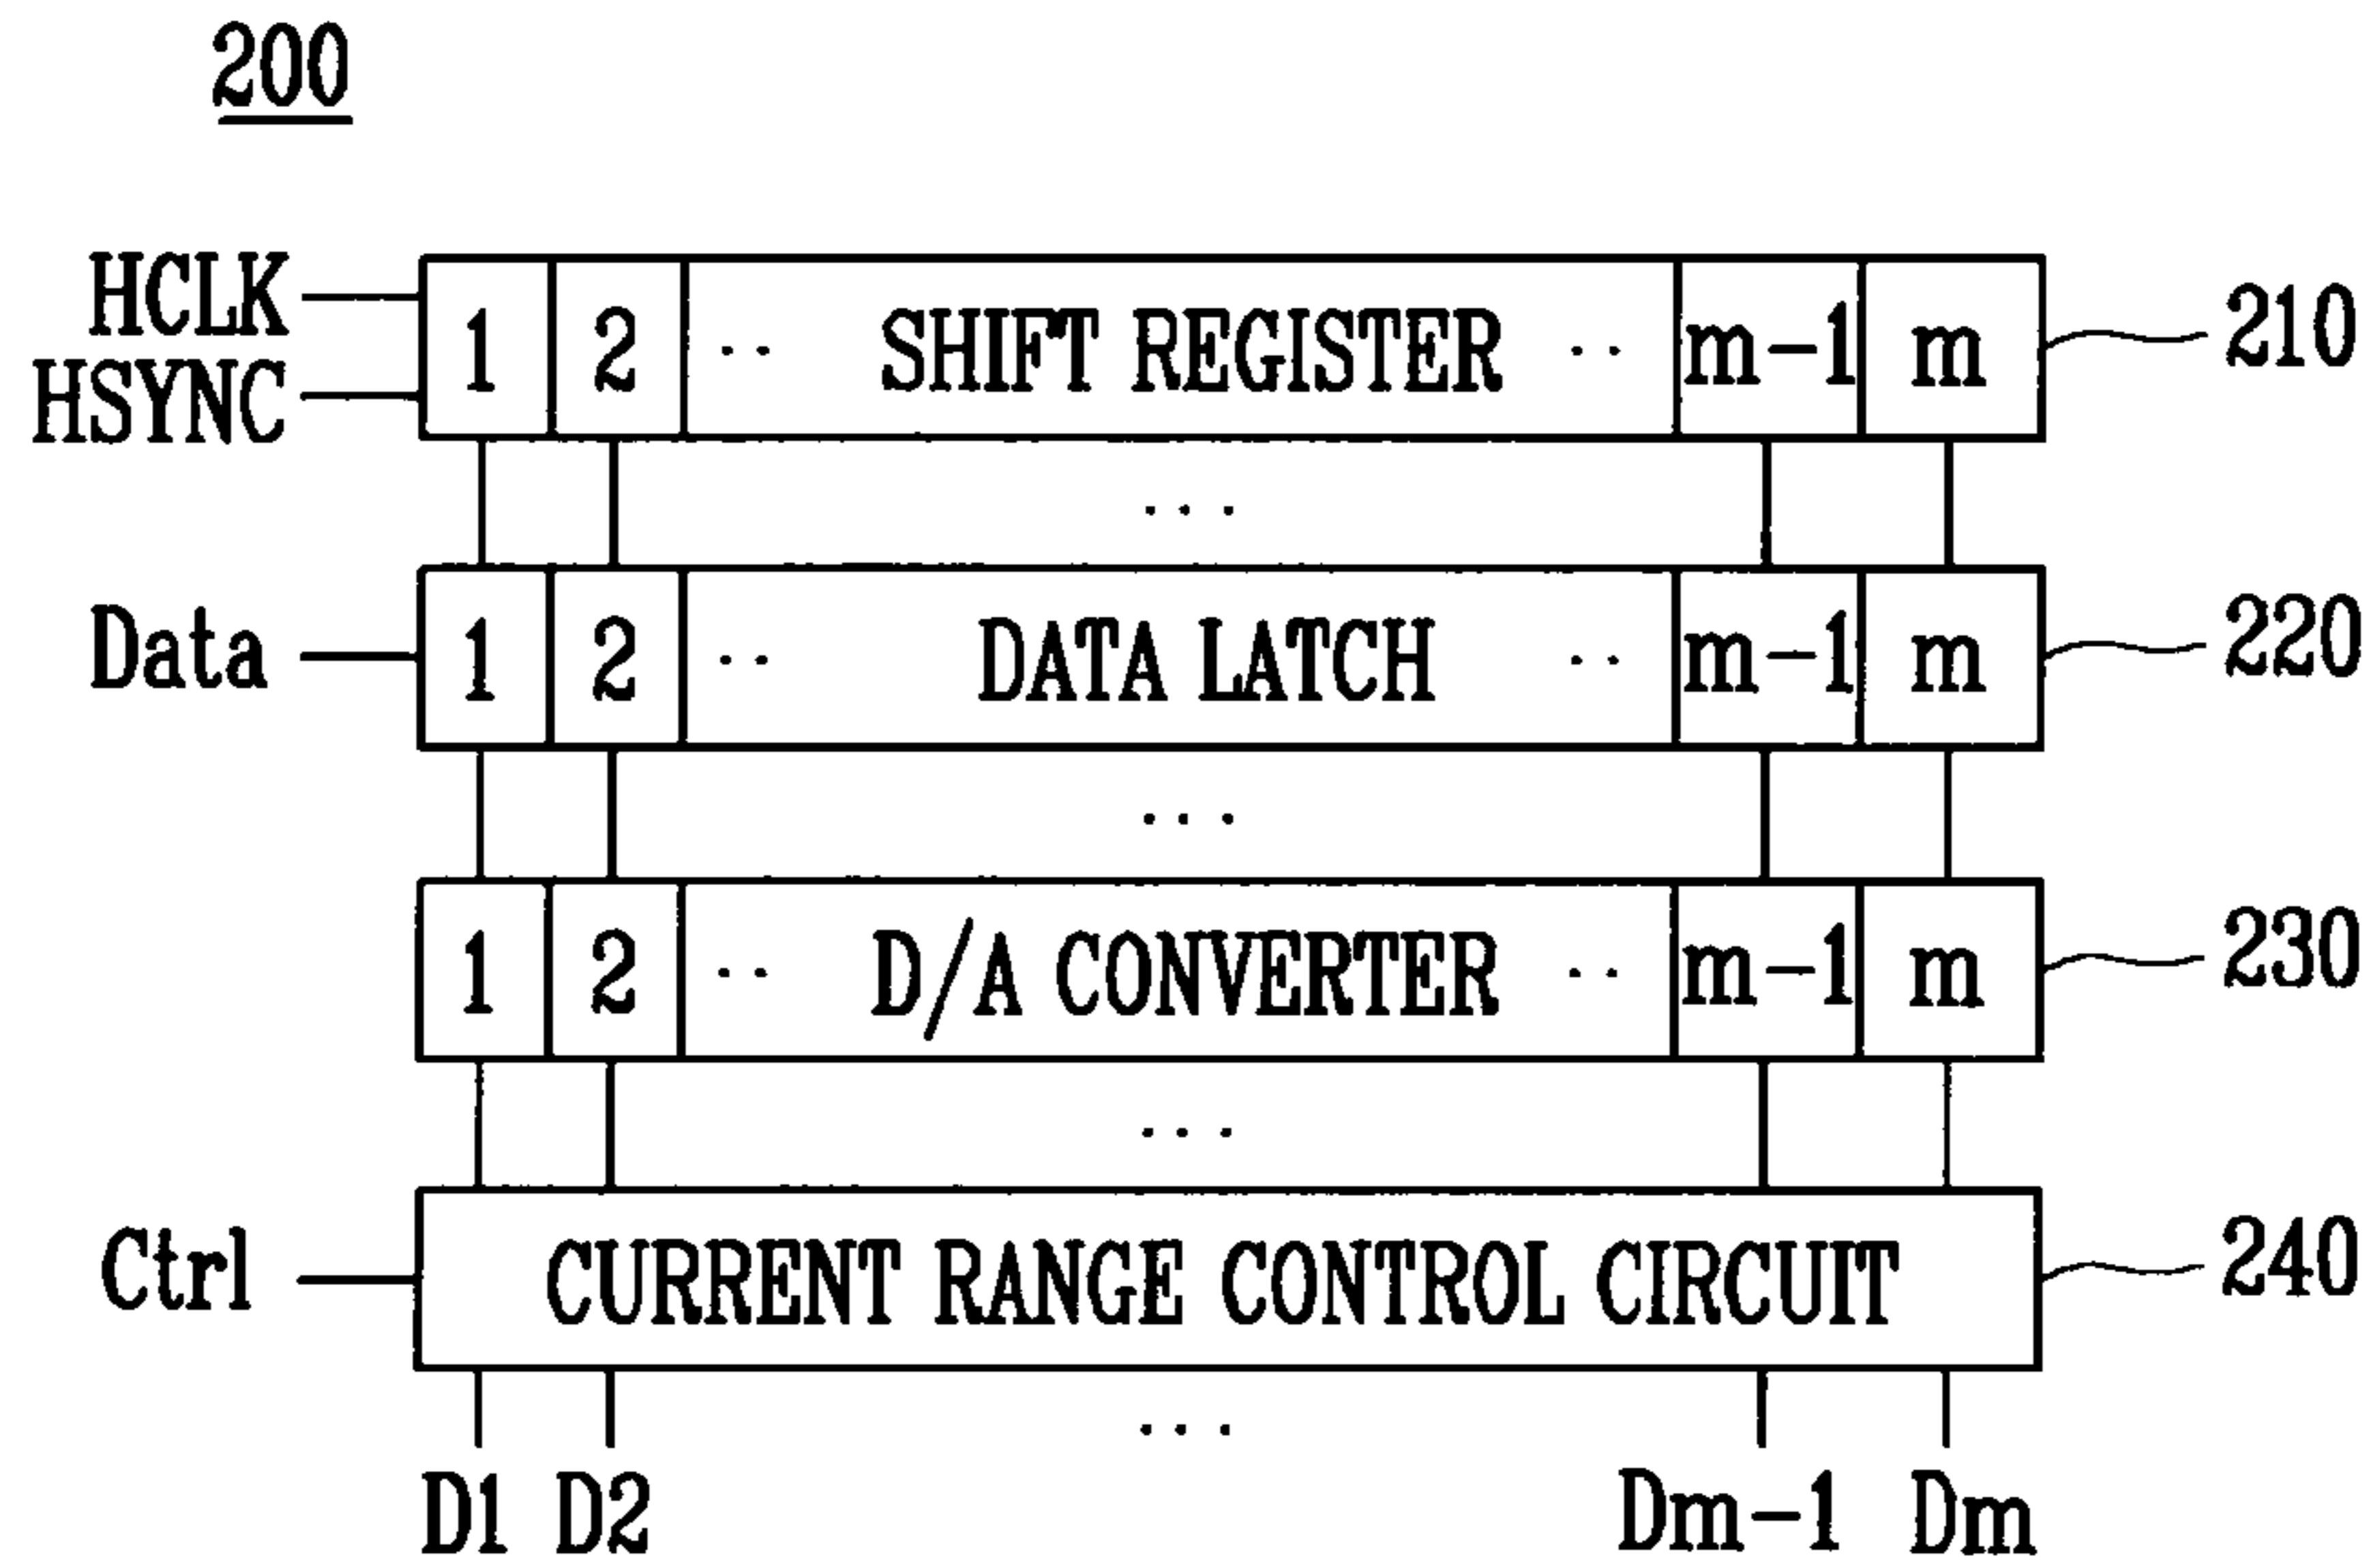 200
HCLK
HSYNC
1 2 ·· SHIFT REGISTER ·· m-1 m 210
...
Data 1 2 ·· DATA LATCH ·· m-1 m 220
...
1 2 ·· D/A CONVERTER ·· m-1 m 230
...
Ctrl CURRENT RANGE CONTROL CIRCUIT 240
D1 D2 ... Dm-1 Dm